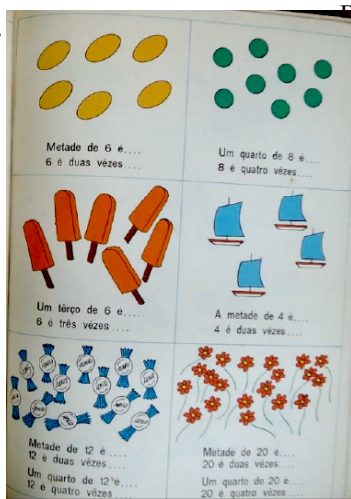 Metade de 6 é....
6 é duas vêzes....
Um quarto de 8 é....
8 é quatro vêzes....
Um têrço de 6 é....
6 é três vêzes....
A metade de 4 é....
4 é duas vêzes....
Metade de 12 é....
12 é duas vêzes....
Um quarto de 12 é....
12 é quatro vêzes....
Metade de 20 é....
20 é duas vêzes....
Um quarto de 20 é....
20 é quatro vêzes....